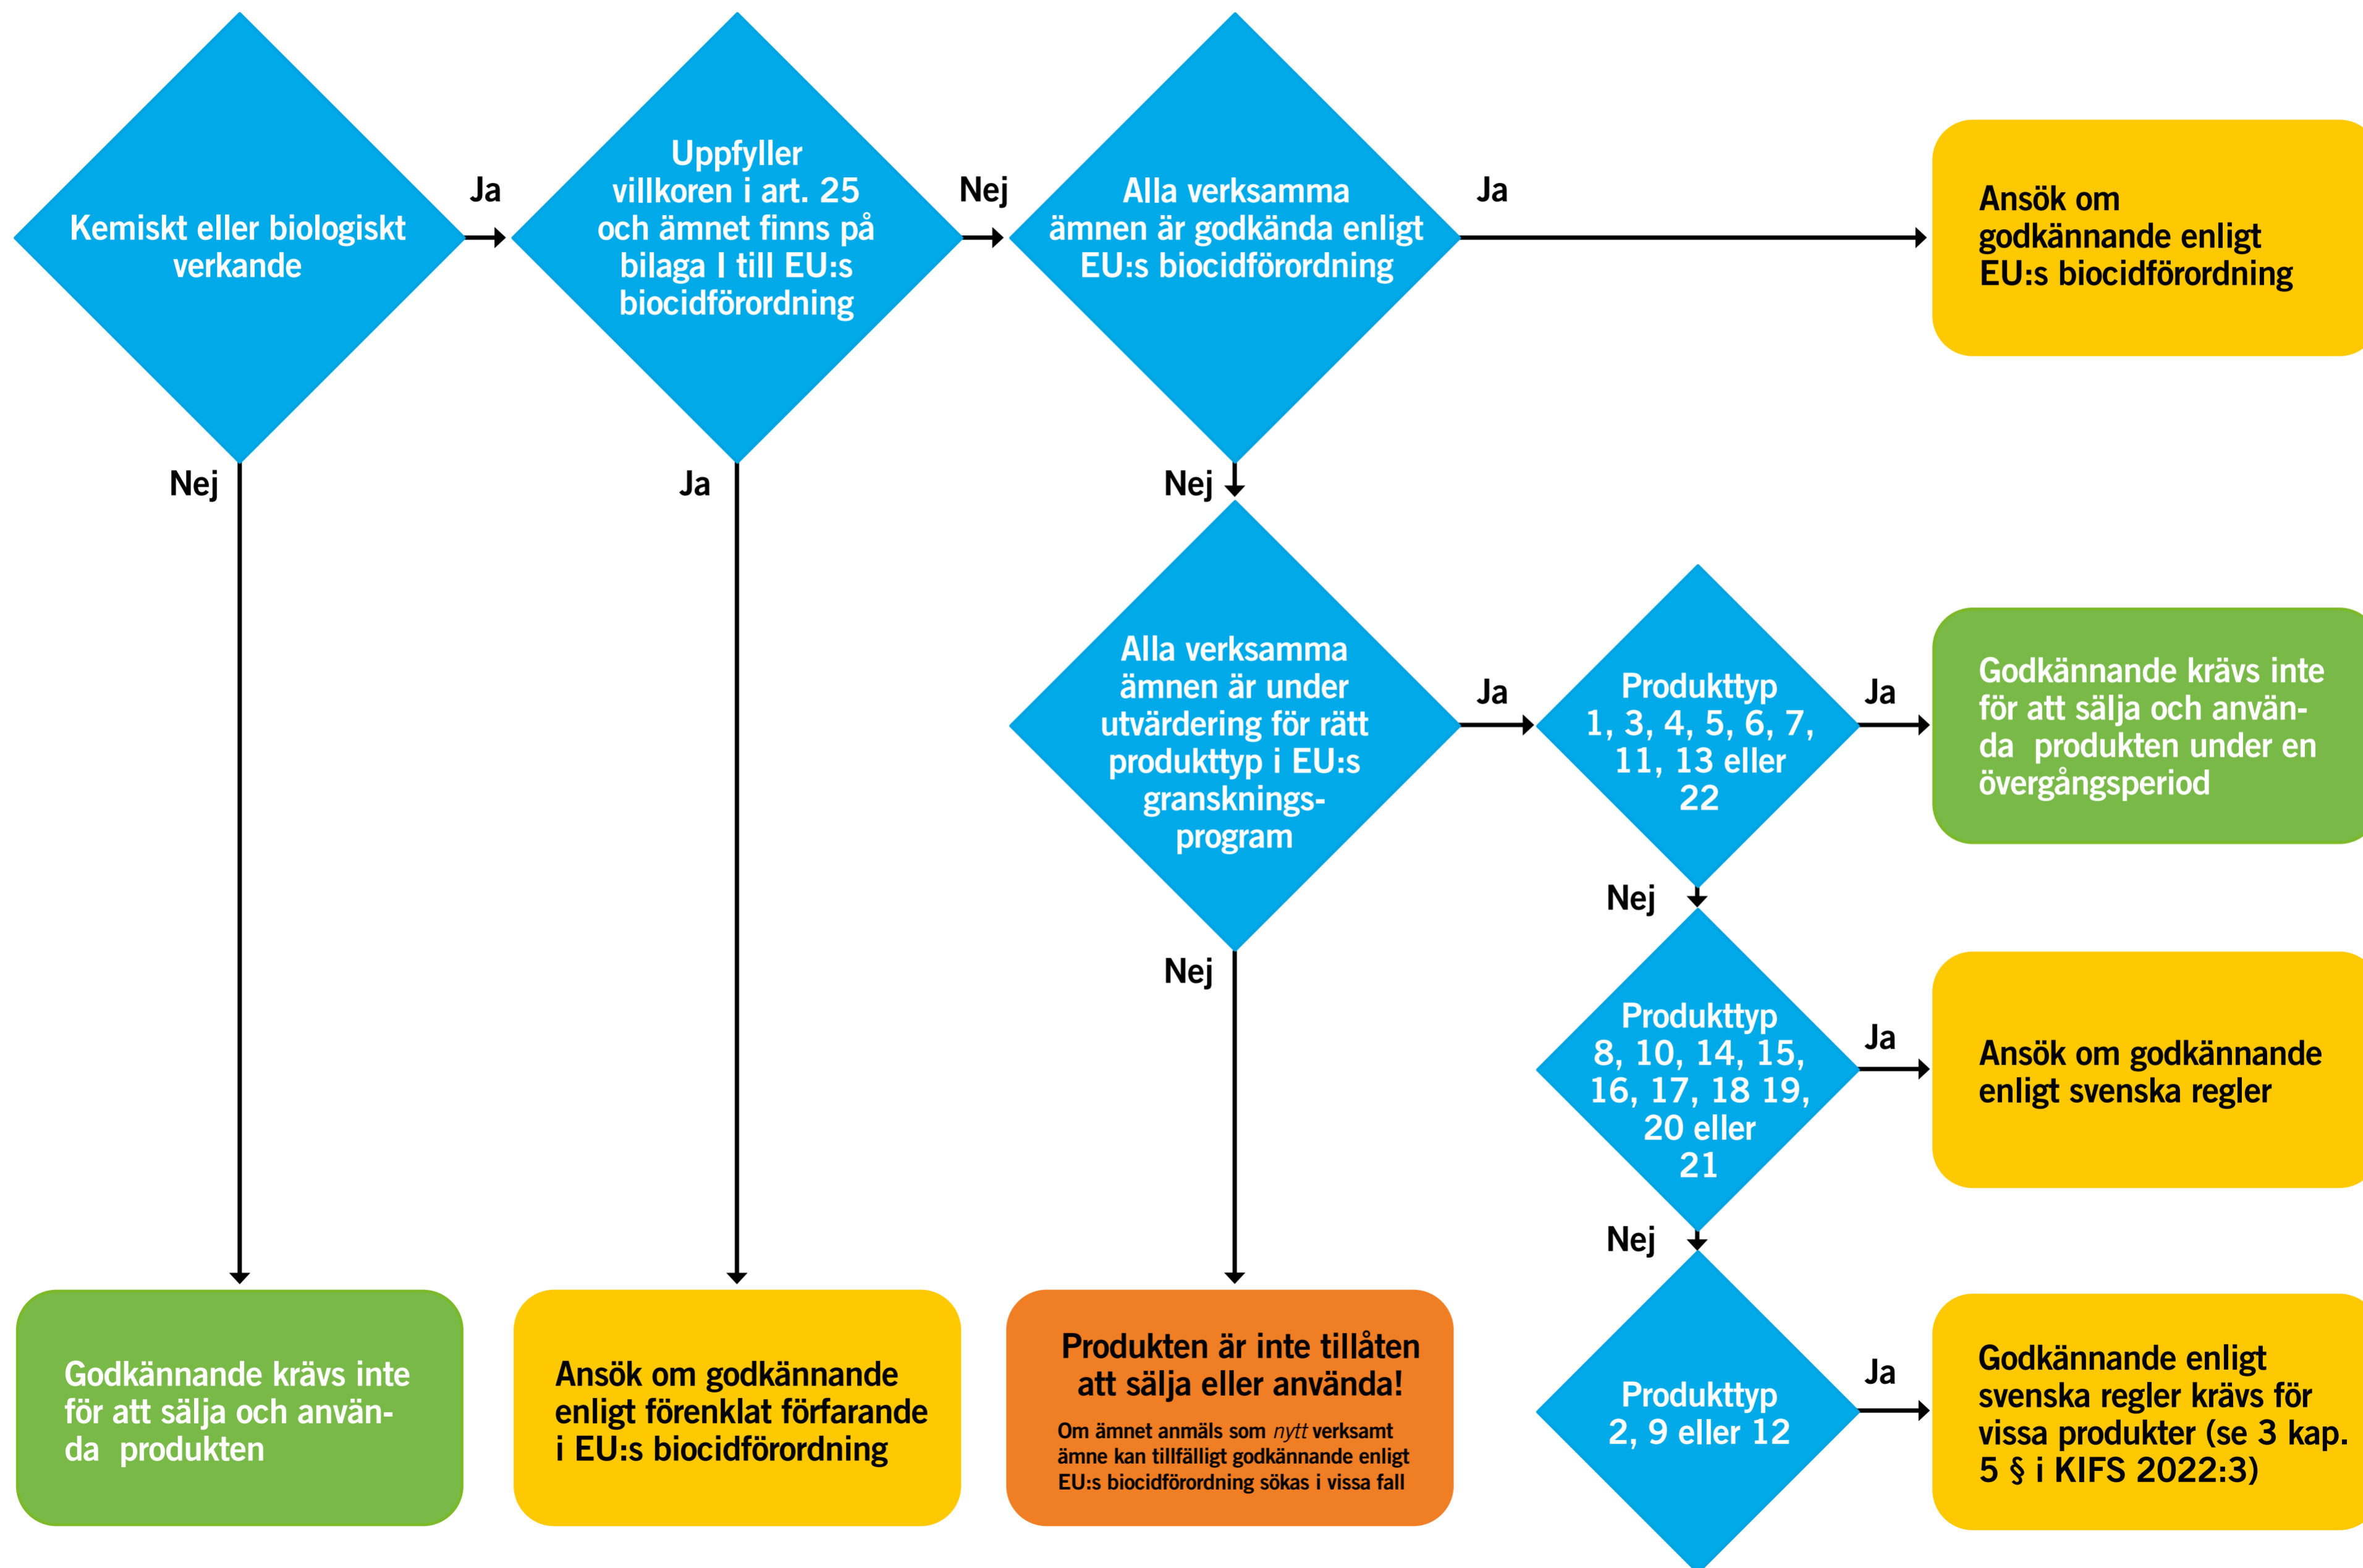 Kemiskt eller biologiskt
verkande
Ja
Uppfyller
villkoren i art. 25
och ämnet finns på
bilaga I till EU:s
biocidförordning
Nej
Alla verksamma
ämnen är godkända enligt
EU:s biocidförordning
Ja
Ansök om
godkännande enligt
EU:s biocidförordning
Nej
Ja
Nej
Alla verksamma
ämnen är under
utvärdering för rätt
produkttyp i EU:s
gransknings-
program
Ja
Produkttyp
1, 3, 4, 5, 6, 7,
11, 13 eller
22
Ja
Godkännande krävs inte
för att sälja och använ-
da  produkten under en
övergångsperiod
Nej
Nej
Produkttyp
8, 10, 14, 15,
16, 17, 18 19,
20 eller
21
Ja
Ansök om godkännande
enligt svenska regler
Nej
Produkttyp
2, 9 eller 12
Ja
Godkännande enligt
svenska regler krävs för
vissa produkter (se 3 kap.
5 § i KIFS 2022:3)
Godkännande krävs inte
för att sälja och använ-
da  produkten
Ansök om godkännande
enligt förenklat förfarande
i EU:s biocidförordning
Produkten är inte tillåten
att sälja eller använda!
Om ämnet anmäls som nytt verksamt
ämne kan tillfälligt godkännande enligt
EU:s biocidförordning sökas i vissa fall